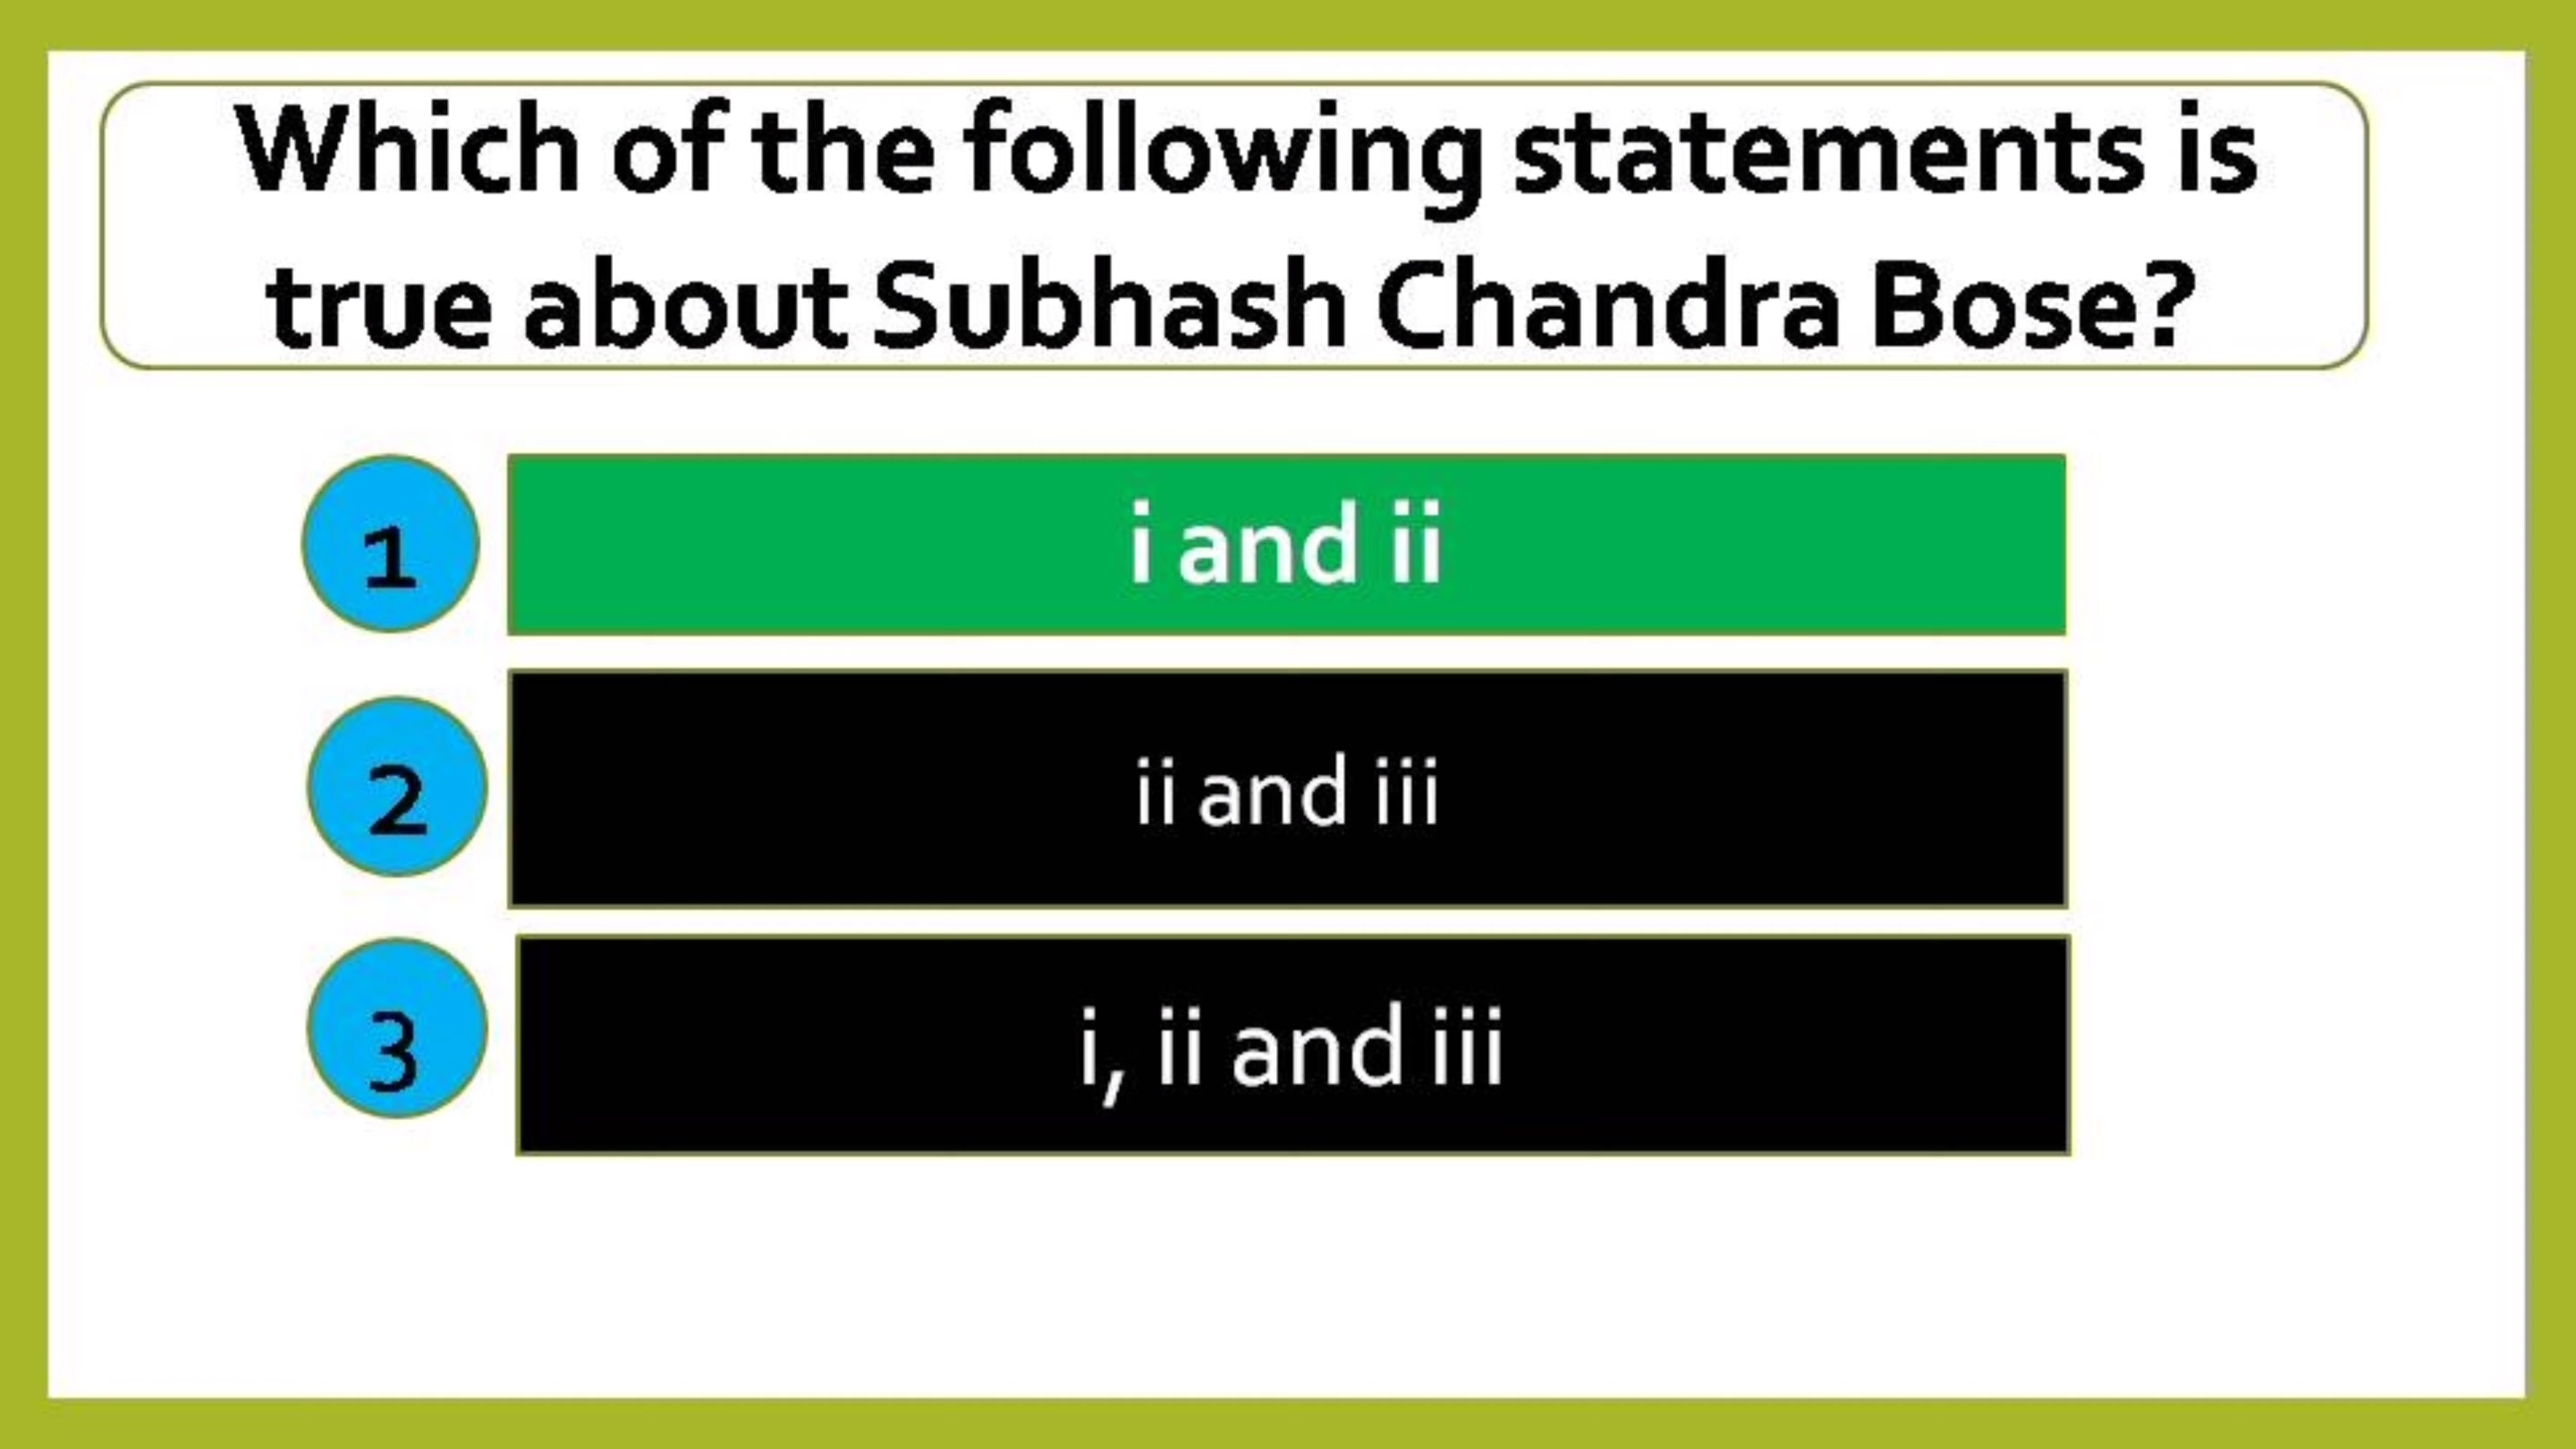 Which of the following statements is
true about Subhash Chandra Bose?
1
i and ii
2
ii and iii
3
i, ii and iii